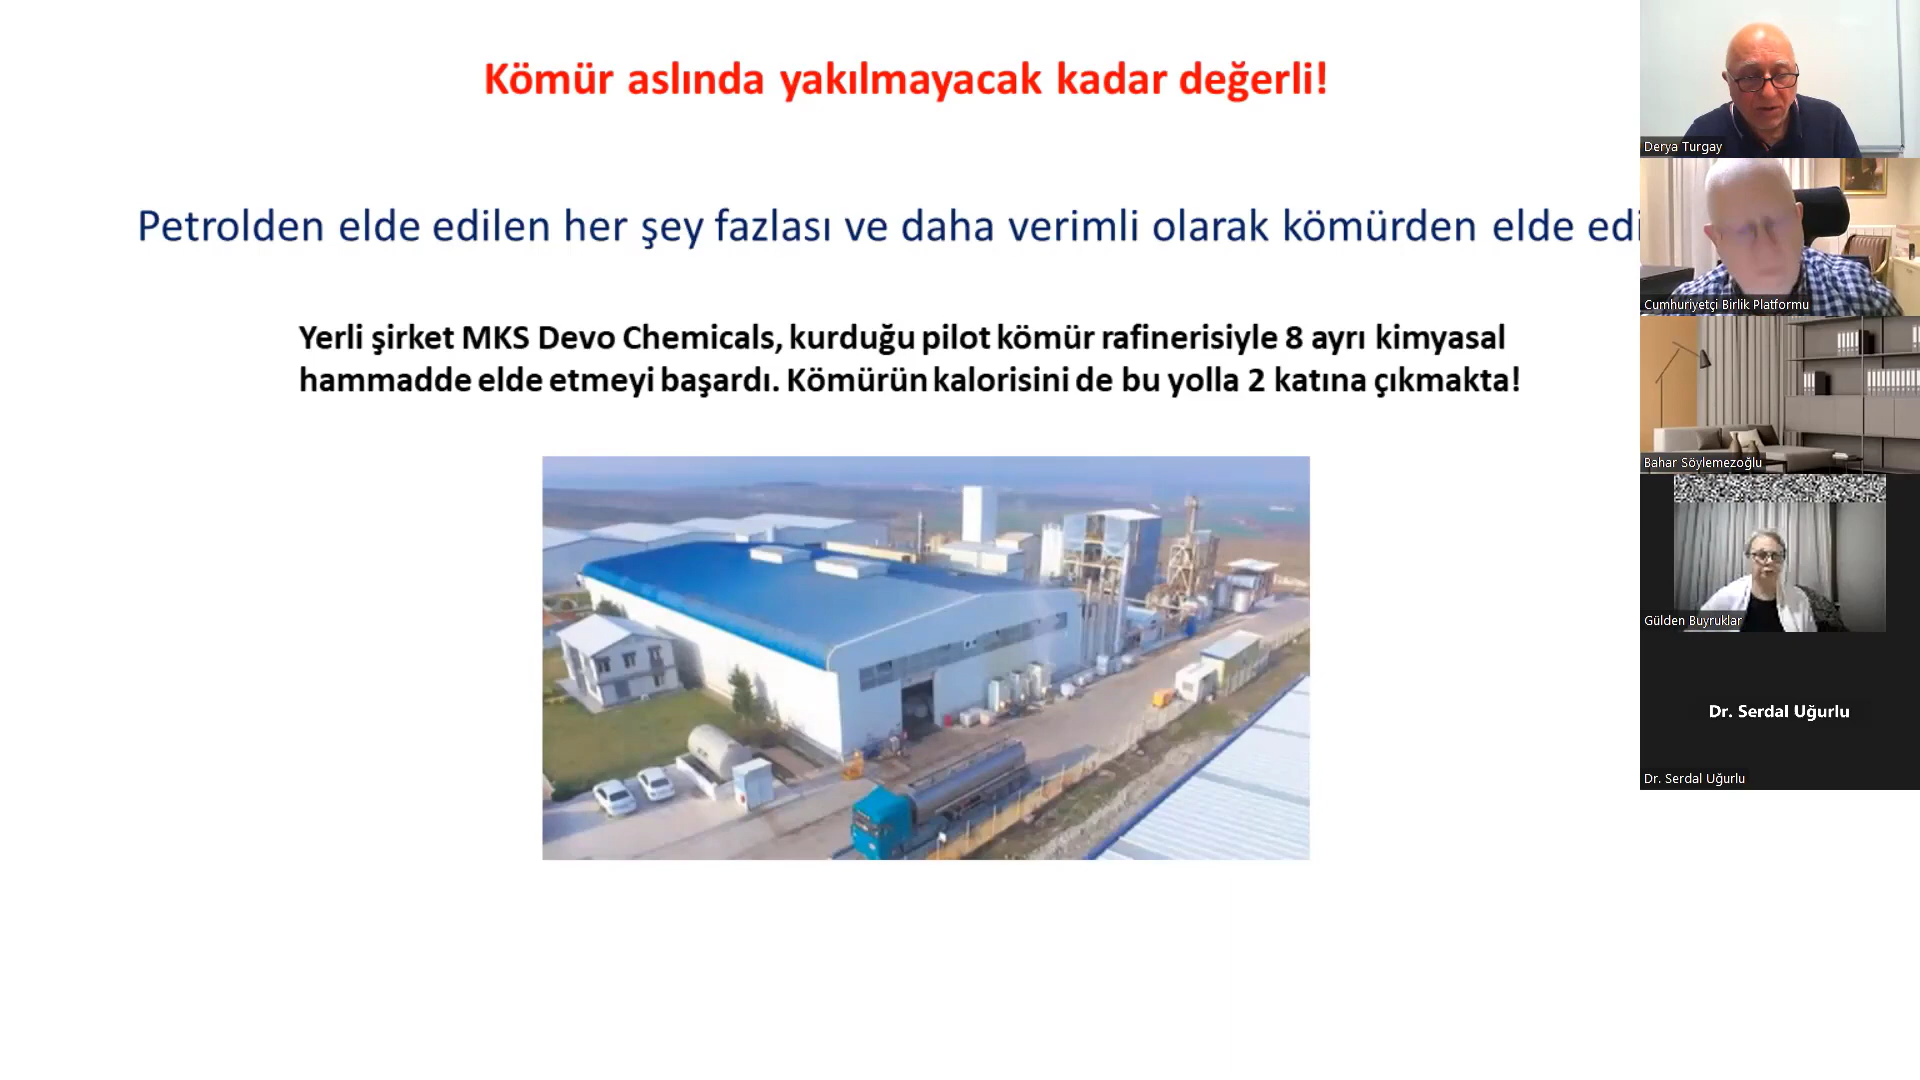 Kömür aslında yakılmayacak kadar değerli!
Petrolden elde edilen her şey fazlası ve daha verimli olarak kömürden elde edi
Yerli şirket MKS Devo Chemicals, kurduğu pilot kömür rafinerisiyle 8 ayrı kimyasal
hammadde elde etmeyi başardı. Kömürün kalorisini de bu yolla 2 katına çıkmakta!
Derya Turgay
Cumhuriyetçi Birlik Platformu
Bahar Söylemezoğlu
Gülden Buyruklar
Dr. Serdal Uğurlu
Dr. Serdal Uğurlu